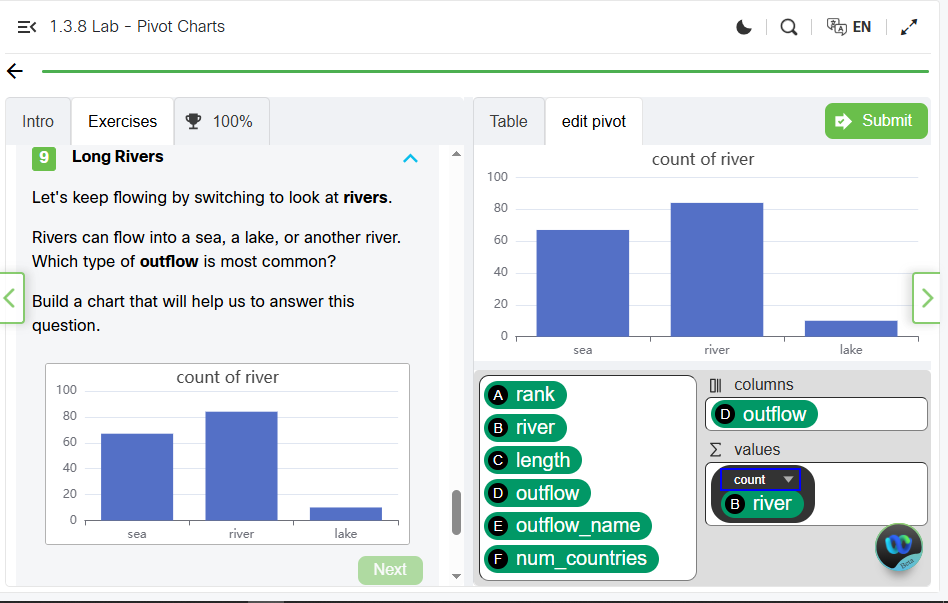 1.3.8 Lab - Pivot Charts
EN
Intro
Exercises
100%
9
Long Rivers
Let's keep flowing by switching to look at rivers.
Rivers can flow into a sea, a lake, or another river.
Which type of outflow is most common?
Build a chart that will help us to answer this
question.
count of river
100
80
60
40
20
0
sea
river
lake
Next
Table
edit pivot
Submit
count of river
100
80
60
40
20
0
sea
river
lake
A rank
B river
C length
D outflow
E outflow_name
F num_countries
columns
D outflow
Σ values
count
B river
Beta